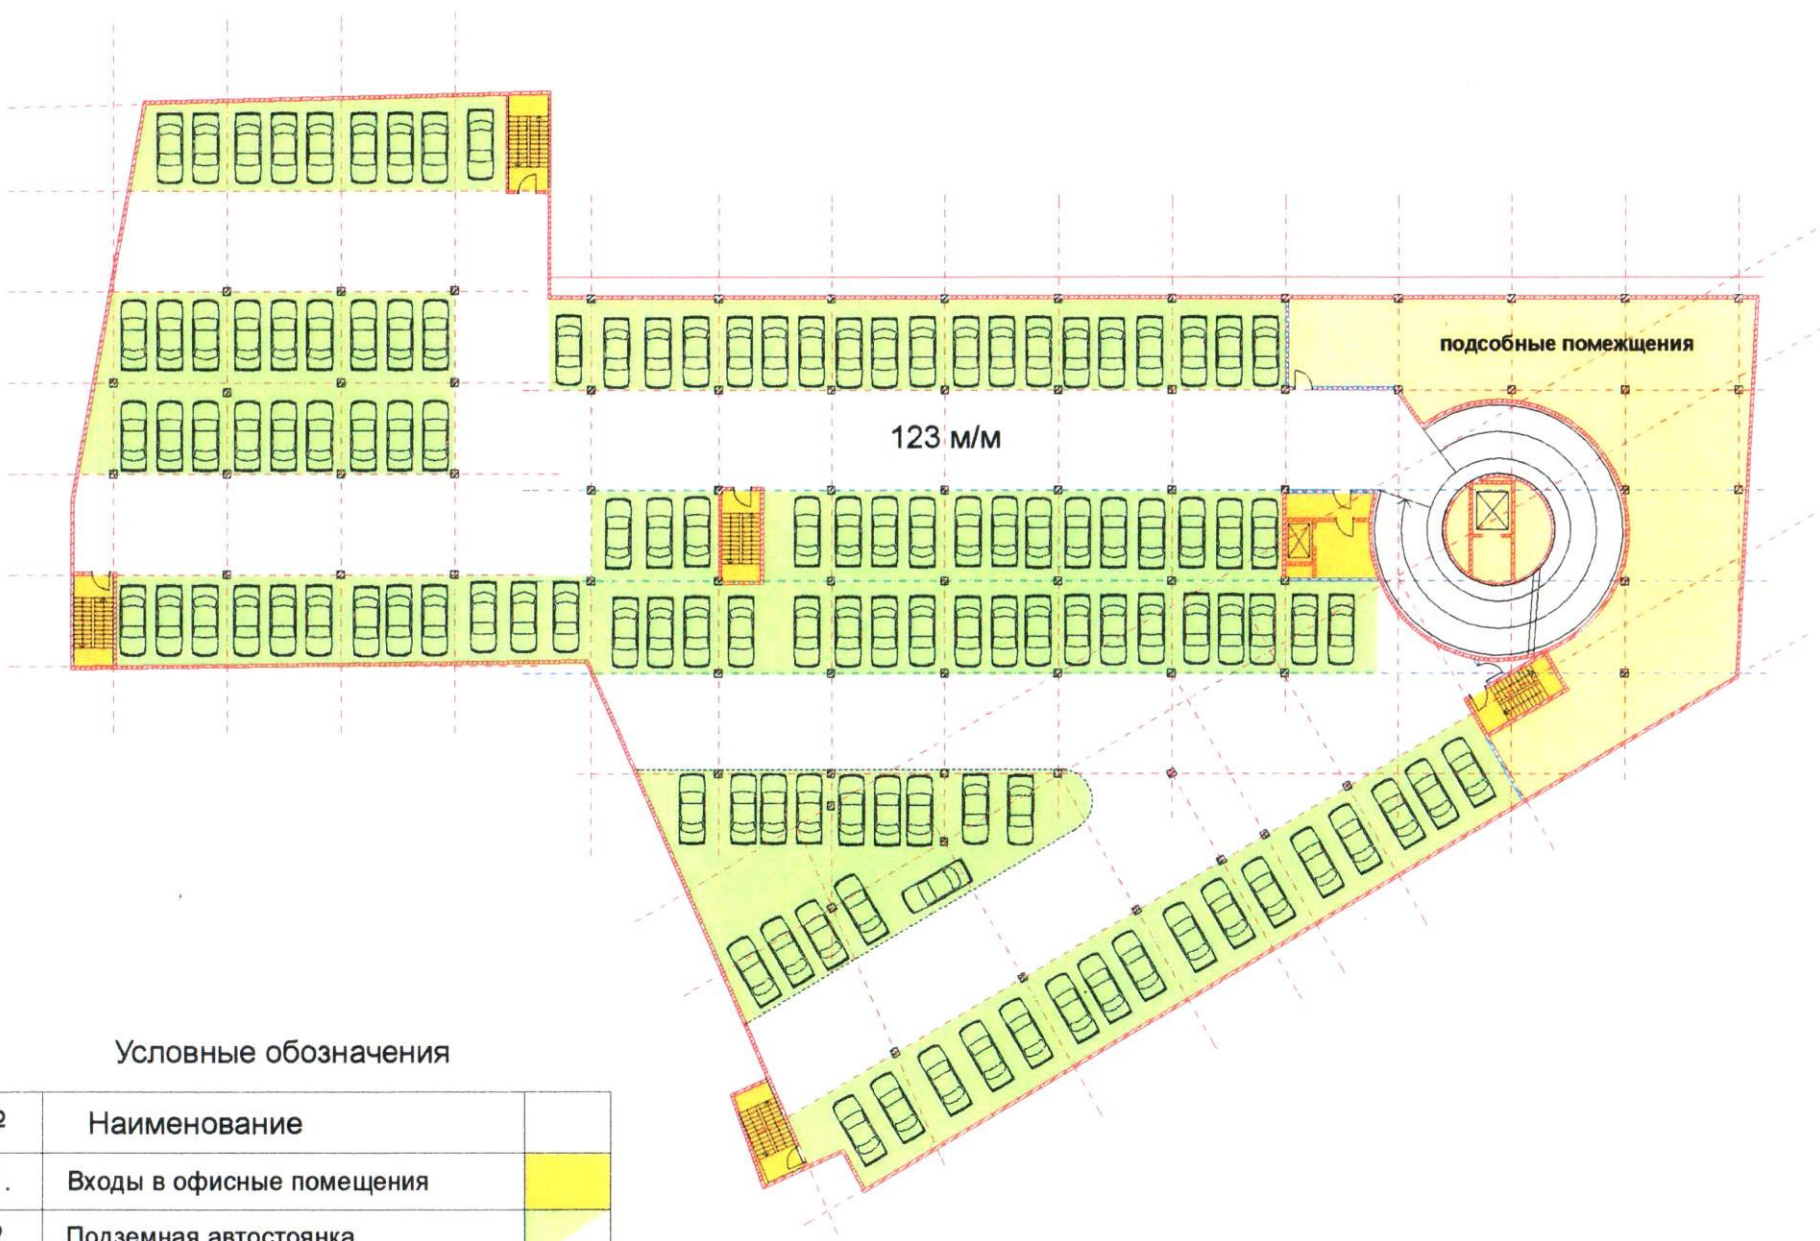 подсобные помежщения
123 м/м
Условные обозначения
Наименование
Входы в офисные помещения
Подземная автостоянка